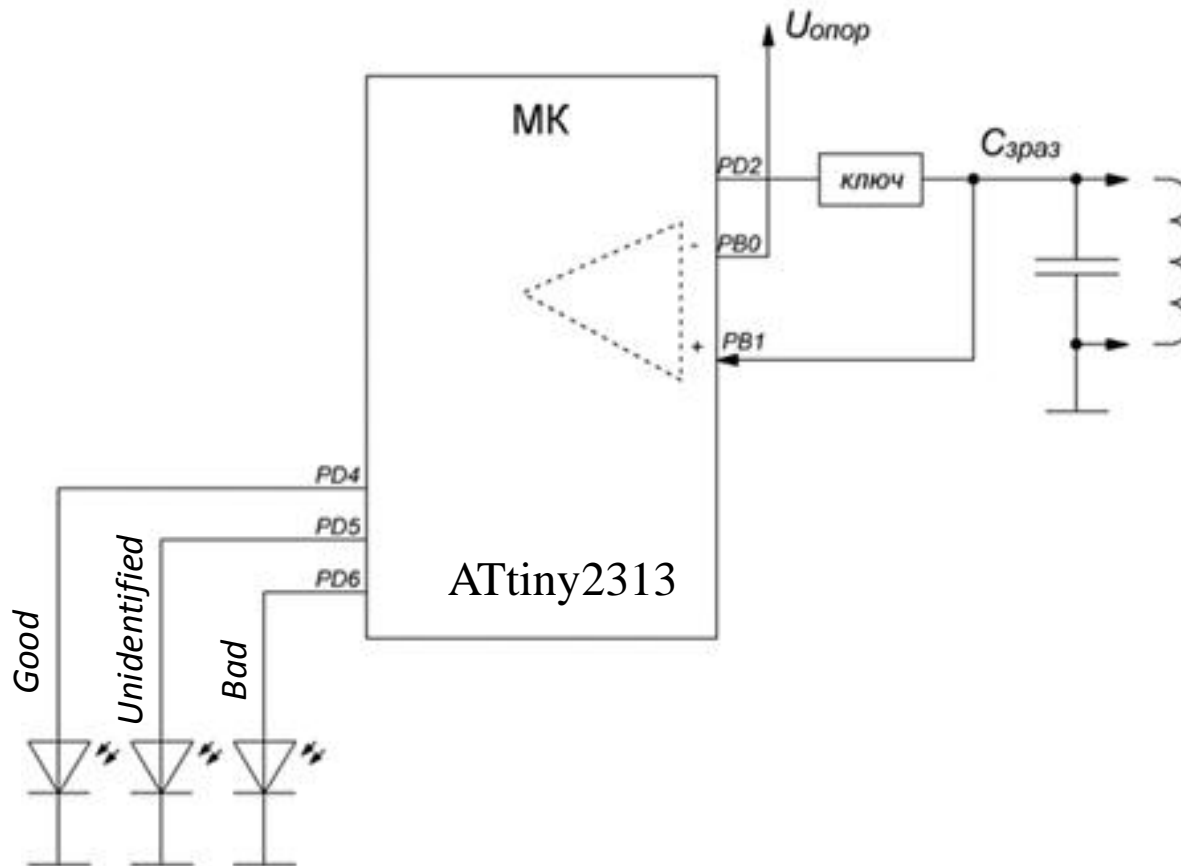 Uопор
МК
PD2
ключ
Cзраз
-
PB0
+
PB1
PD4
PD5
PD6
ATtiny2313
Good
Unidentified
Bad